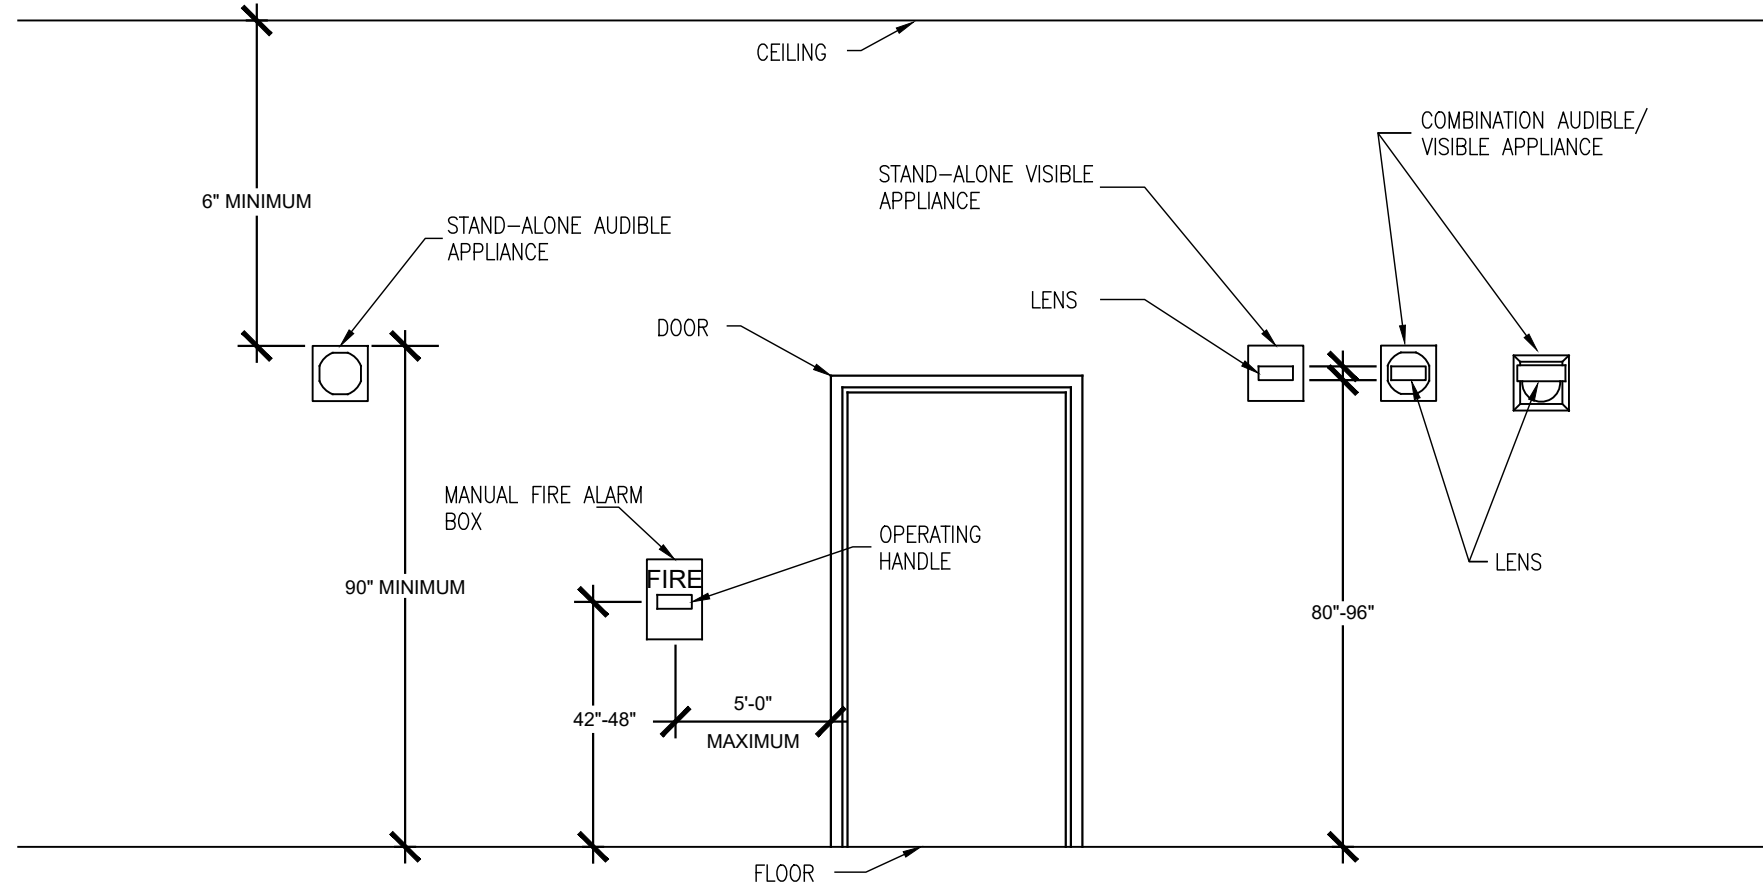 CEILING
COMBINATION AUDIBLE/
VISIBLE APPLIANCE
STAND-ALONE VISIBLE
APPLIANCE
6" MINIMUM
STAND-ALONE AUDIBLE
APPLIANCE
LENS
DOOR
MANUAL FIRE ALARM
BOX
OPERATING
HANDLE
LENS
FIRE
90" MINIMUM
80"-96"
5'-0"
42"-48"
MAXIMUM
FLOOR